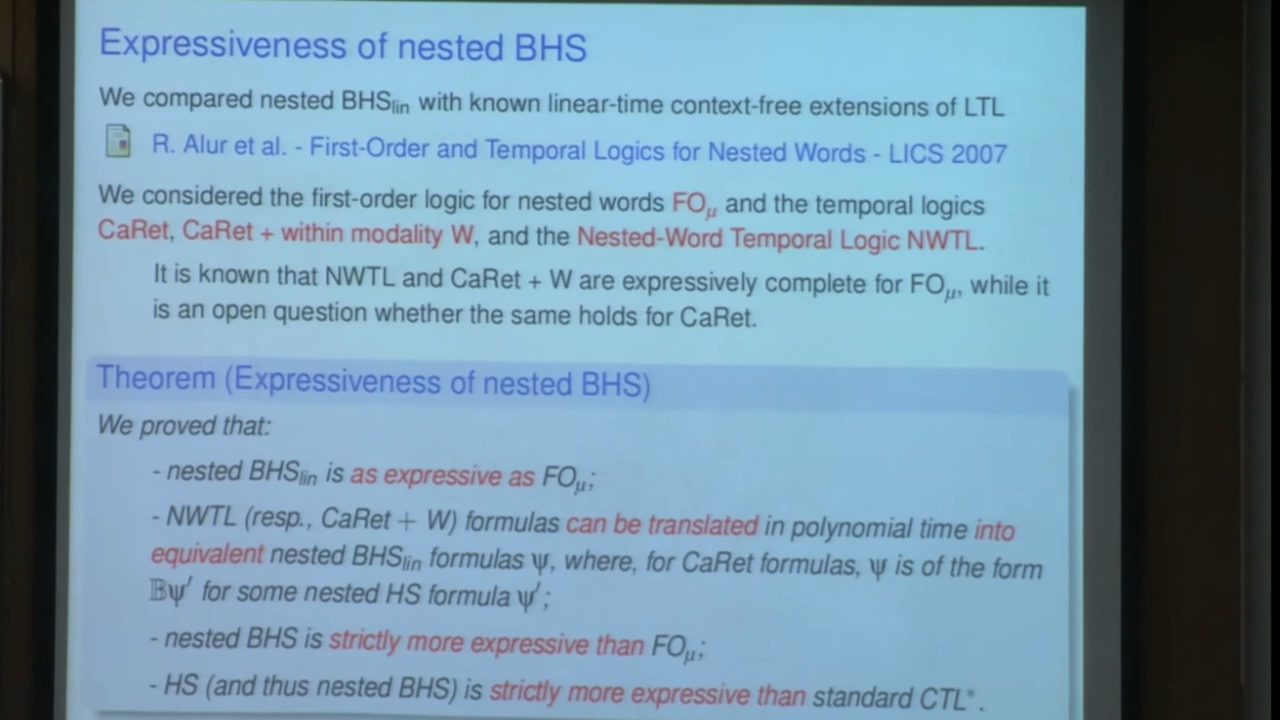 Expressiveness of nested BHS
We compared nested BHSlin with known linear-time context-free extensions of LTL
R. Alur et al. - First-Order and Temporal Logics for Nested Words - LICS 2007
We considered the first-order logic for nested words FOμ and the temporal logics
CaRet, CaRet + within modality W, and the Nested-Word Temporal Logic NWTL.
It is known that NWTL and CaRet + W are expressively complete for FOμ, while it
is an open question whether the same holds for CaRet.
Theorem (Expressiveness of nested BHS)
We proved that:
- nested BHSlin is as expressive as FOμ;
- NWTL (resp., CaRet + W) formulas can be translated in polynomial time into
equivalent nested BHSlin formulas ψ, where, for CaRet formulas, ψ is of the form
𝔹ψ′ for some nested HS formula ψ′;
- nested BHS is strictly more expressive than FOμ;
- HS (and thus nested BHS) is strictly more expressive than standard CTL*.